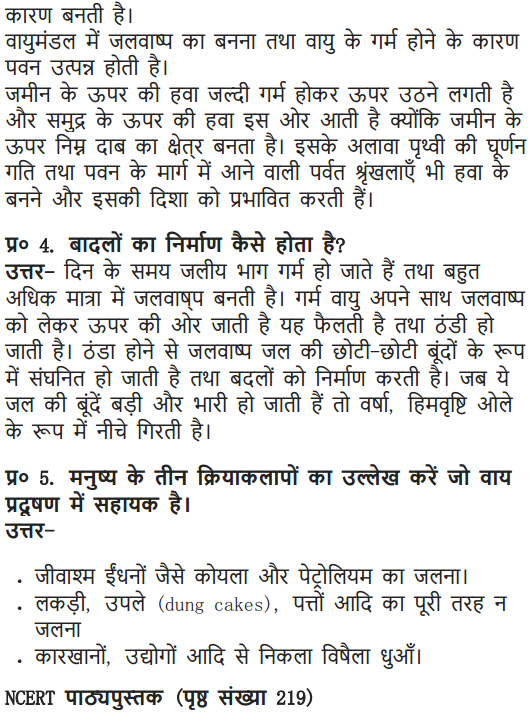 कारण बनती है।
वायुमंडल में जलवाष्प का बनना तथा वायु के गर्म होने के कारण
पवन उत्पन्न होती है।
जमीन के ऊपर की हवा जल्दी गर्म होकर ऊपर उठने लगती है
और समुद्र के ऊपर की हवा इस ओर आती है क्योंकि जमीन के
ऊपर निम्न दाब का क्षेत्र बनता है। इसके अलावा पृथ्वी की घूर्णन
गति तथा पवन के मार्ग में आने वाली पर्वत श्रृंखलाएँ भी हवा के
बनने और इसकी दिशा को प्रभावित करती हैं।
प्र० 4. बादलों का निर्माण कैसे होता है?
उत्तर- दिन के समय जलीय भाग गर्म हो जाते हैं तथा बहुत
अधिक मात्रा में जलवाष्प बनती है। गर्म वायु अपने साथ जलवाष्प
को लेकर ऊपर की ओर जाती है यह फैलती है तथा ठंडी हो
जाती है। ठंडा होने से जलवाष्प जल की छोटी-छोटी बूंदों के रूप
में संघनित हो जाती है तथा बदलों को निर्माण करती है। जब ये
जल की बूंदें बड़ी और भारी हो जाती हैं तो वर्षा, हिमवृष्टि ओले
के रूप में नीचे गिरती है।
प्र० 5. मनुष्य के तीन क्रियाकलापों का उल्लेख करें जो वाय
प्रदूषण में सहायक है।
उत्तर-
• जीवाश्म ईंधनों जैसे कोयला और पेट्रोलियम का जलना।
• लकड़ी, उपले (dung cakes), पत्तों आदि का पूरी तरह न
जलना
• कारखानों, उद्योगों आदि से निकला विषैला धुआँ।
NCERT पाठ्यपुस्तक (पृष्ठ संख्या 219)